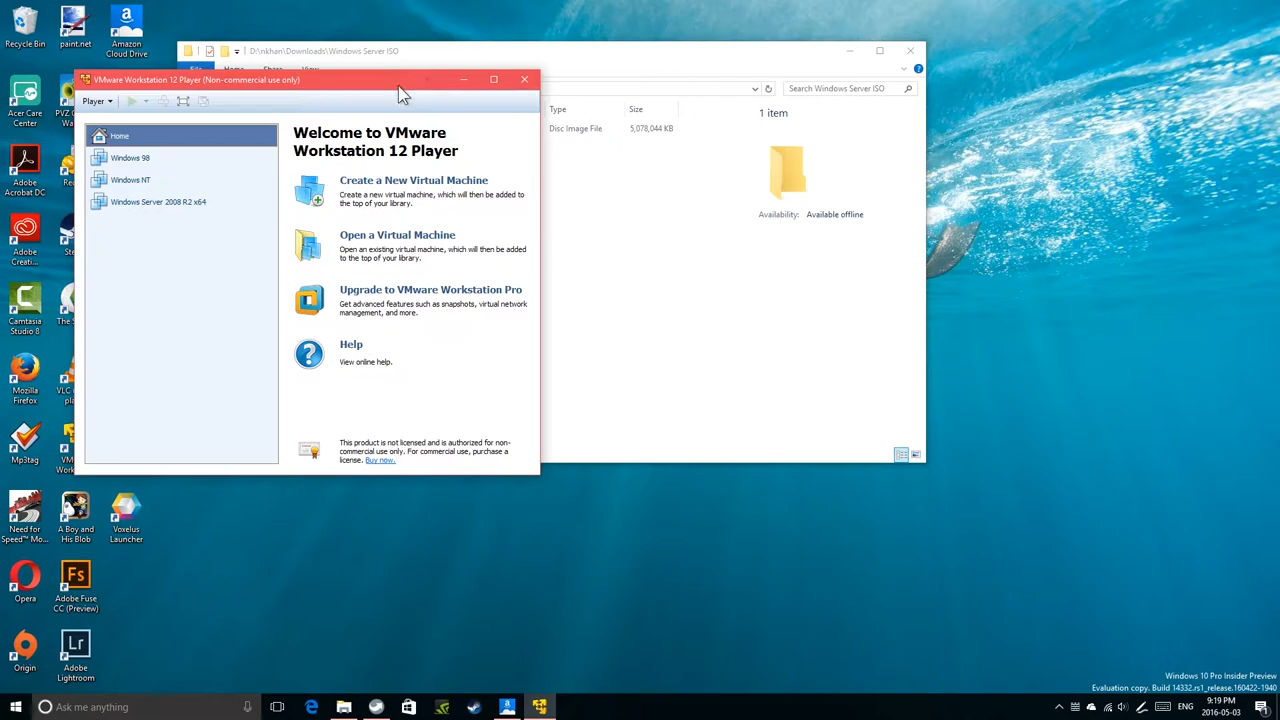 Recycle Bin
paint.net
Amazon
Cloud Drive
D:\nkhan\Downloads\Windows Server ISO
VMware Workstation 12 Player (Non-commercial use only)
Player
Search Windows Server ISO
Type
Size
1 item
Disc Image File
5,078,044 KB
Availability: Available offline
Home
Windows 98
Windows NT
Windows Server 2008 R2 x64
Welcome to VMware
Workstation 12 Player
Create a New Virtual Machine
Create a new virtual machine, which will then be added
to the top of your library.
Open a Virtual Machine
Open an existing virtual machine, which will then be added
to the top of your library.
Upgrade to VMware Workstation Pro
Get advanced features such as snapshots, virtual network
management, and more.
Help
View online help.
This product is not licensed and is authorized for non-
commercial use only. For commercial use, purchase a
license. Buy now.
Acer Care
Center
PVZ G
Wa
Adobe
Acrobat DC
Re
Adobe
Creati...
Ste
Camtasia
Studio 8
The S
Mozilla
Firefox
VLC
pl
Mp3tag
VM
Work
Need for
Speed™ Mo...
A Boy and
His Blob
Voxelus
Launcher
Opera
Fs
Adobe Fuse
CC (Preview)
Origin
Lr
Adobe
Lightroom
Windows 10 Pro Insider Preview
Evaluation copy. Build 14332.rs1_release.160422-1940
Ask me anything
ENG
9:19 PM
2016-05-03